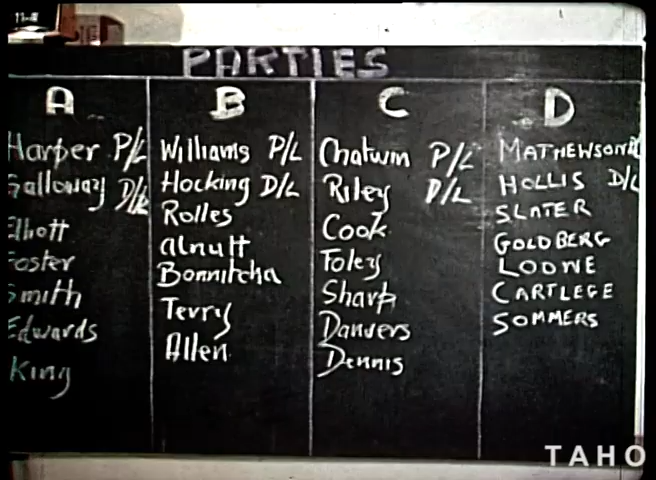 PARTIES
A
Harper P/L
Galloway D/L
Elliott
Foster
Smith
Edwards
King
B
Williams P/L
Hocking D/L
Rolles
Alnutt
Bonnitcha
Terry
Allen
C
Chatwin P/L
Riley D/L
Cook
Foley
Sharp
Danvers
Dennis
D
MATHEWSON
HOLLIS D/L
SLATER
GOLDBERG
LODWE
CARTLEGE
SOMMERS
TAHO